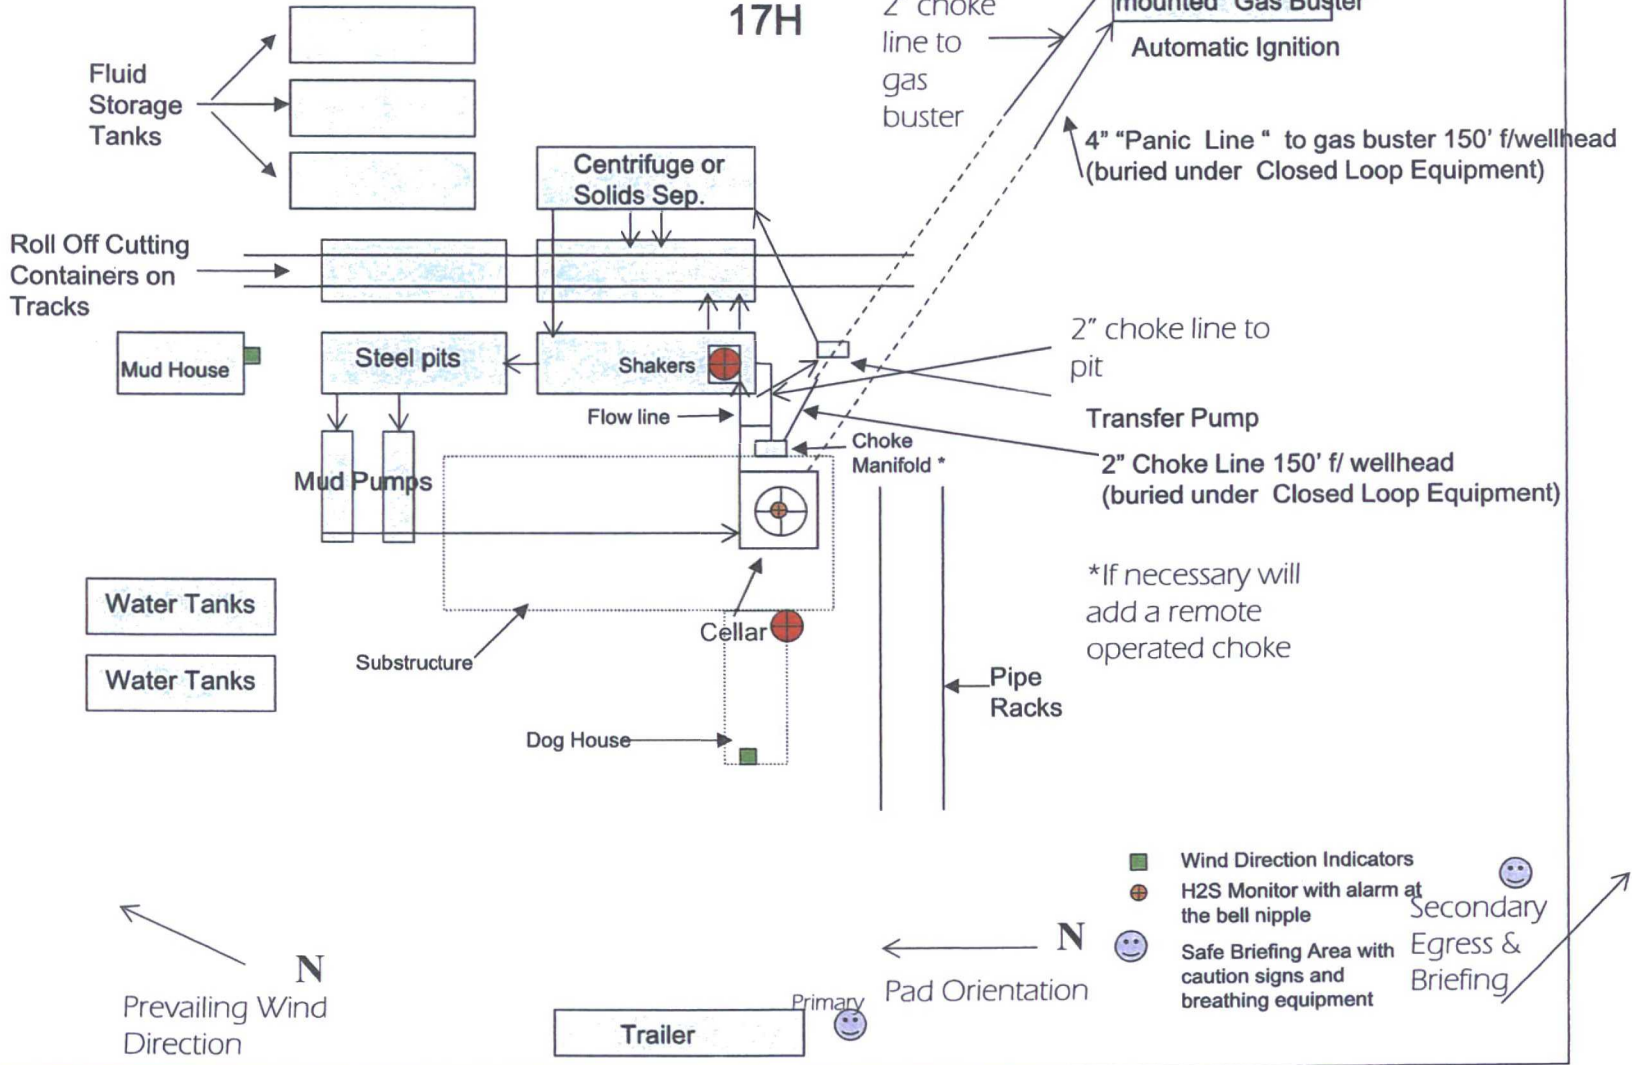 17H
2" choke
line to
gas
buster
mounted Gas Buster
Automatic Ignition
Fluid
Storage
Tanks
4" "Panic Line " to gas buster 150' f/wellhead
(buried under Closed Loop Equipment)
Centrifuge or
Solids Sep.
Roll Off Cutting
Containers on
Tracks
Mud House
Steel pits
Shakers
2" choke line to
pit
Flow line
Transfer Pump
Choke
Manifold *
2" Choke Line 150' f/ wellhead
(buried under Closed Loop Equipment)
Mud Pumps
*If necessary will
add a remote
operated choke
Water Tanks
Water Tanks
Cellar
Substructure
Pipe
Racks
Dog House
Wind Direction Indicators
H2S Monitor with alarm at
the bell nipple
Safe Briefing Area with
caution signs and
breathing equipment
Secondary
Egress &
Briefing
N
Prevailing Wind
Direction
N
Pad Orientation
Primary
Trailer